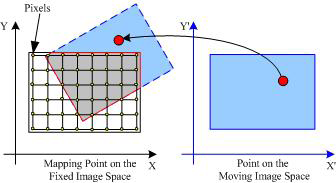 Pixels
Y
Y'
X
X'
Mapping Point on the
Fixed Image Space
Point on the
Moving Image Space